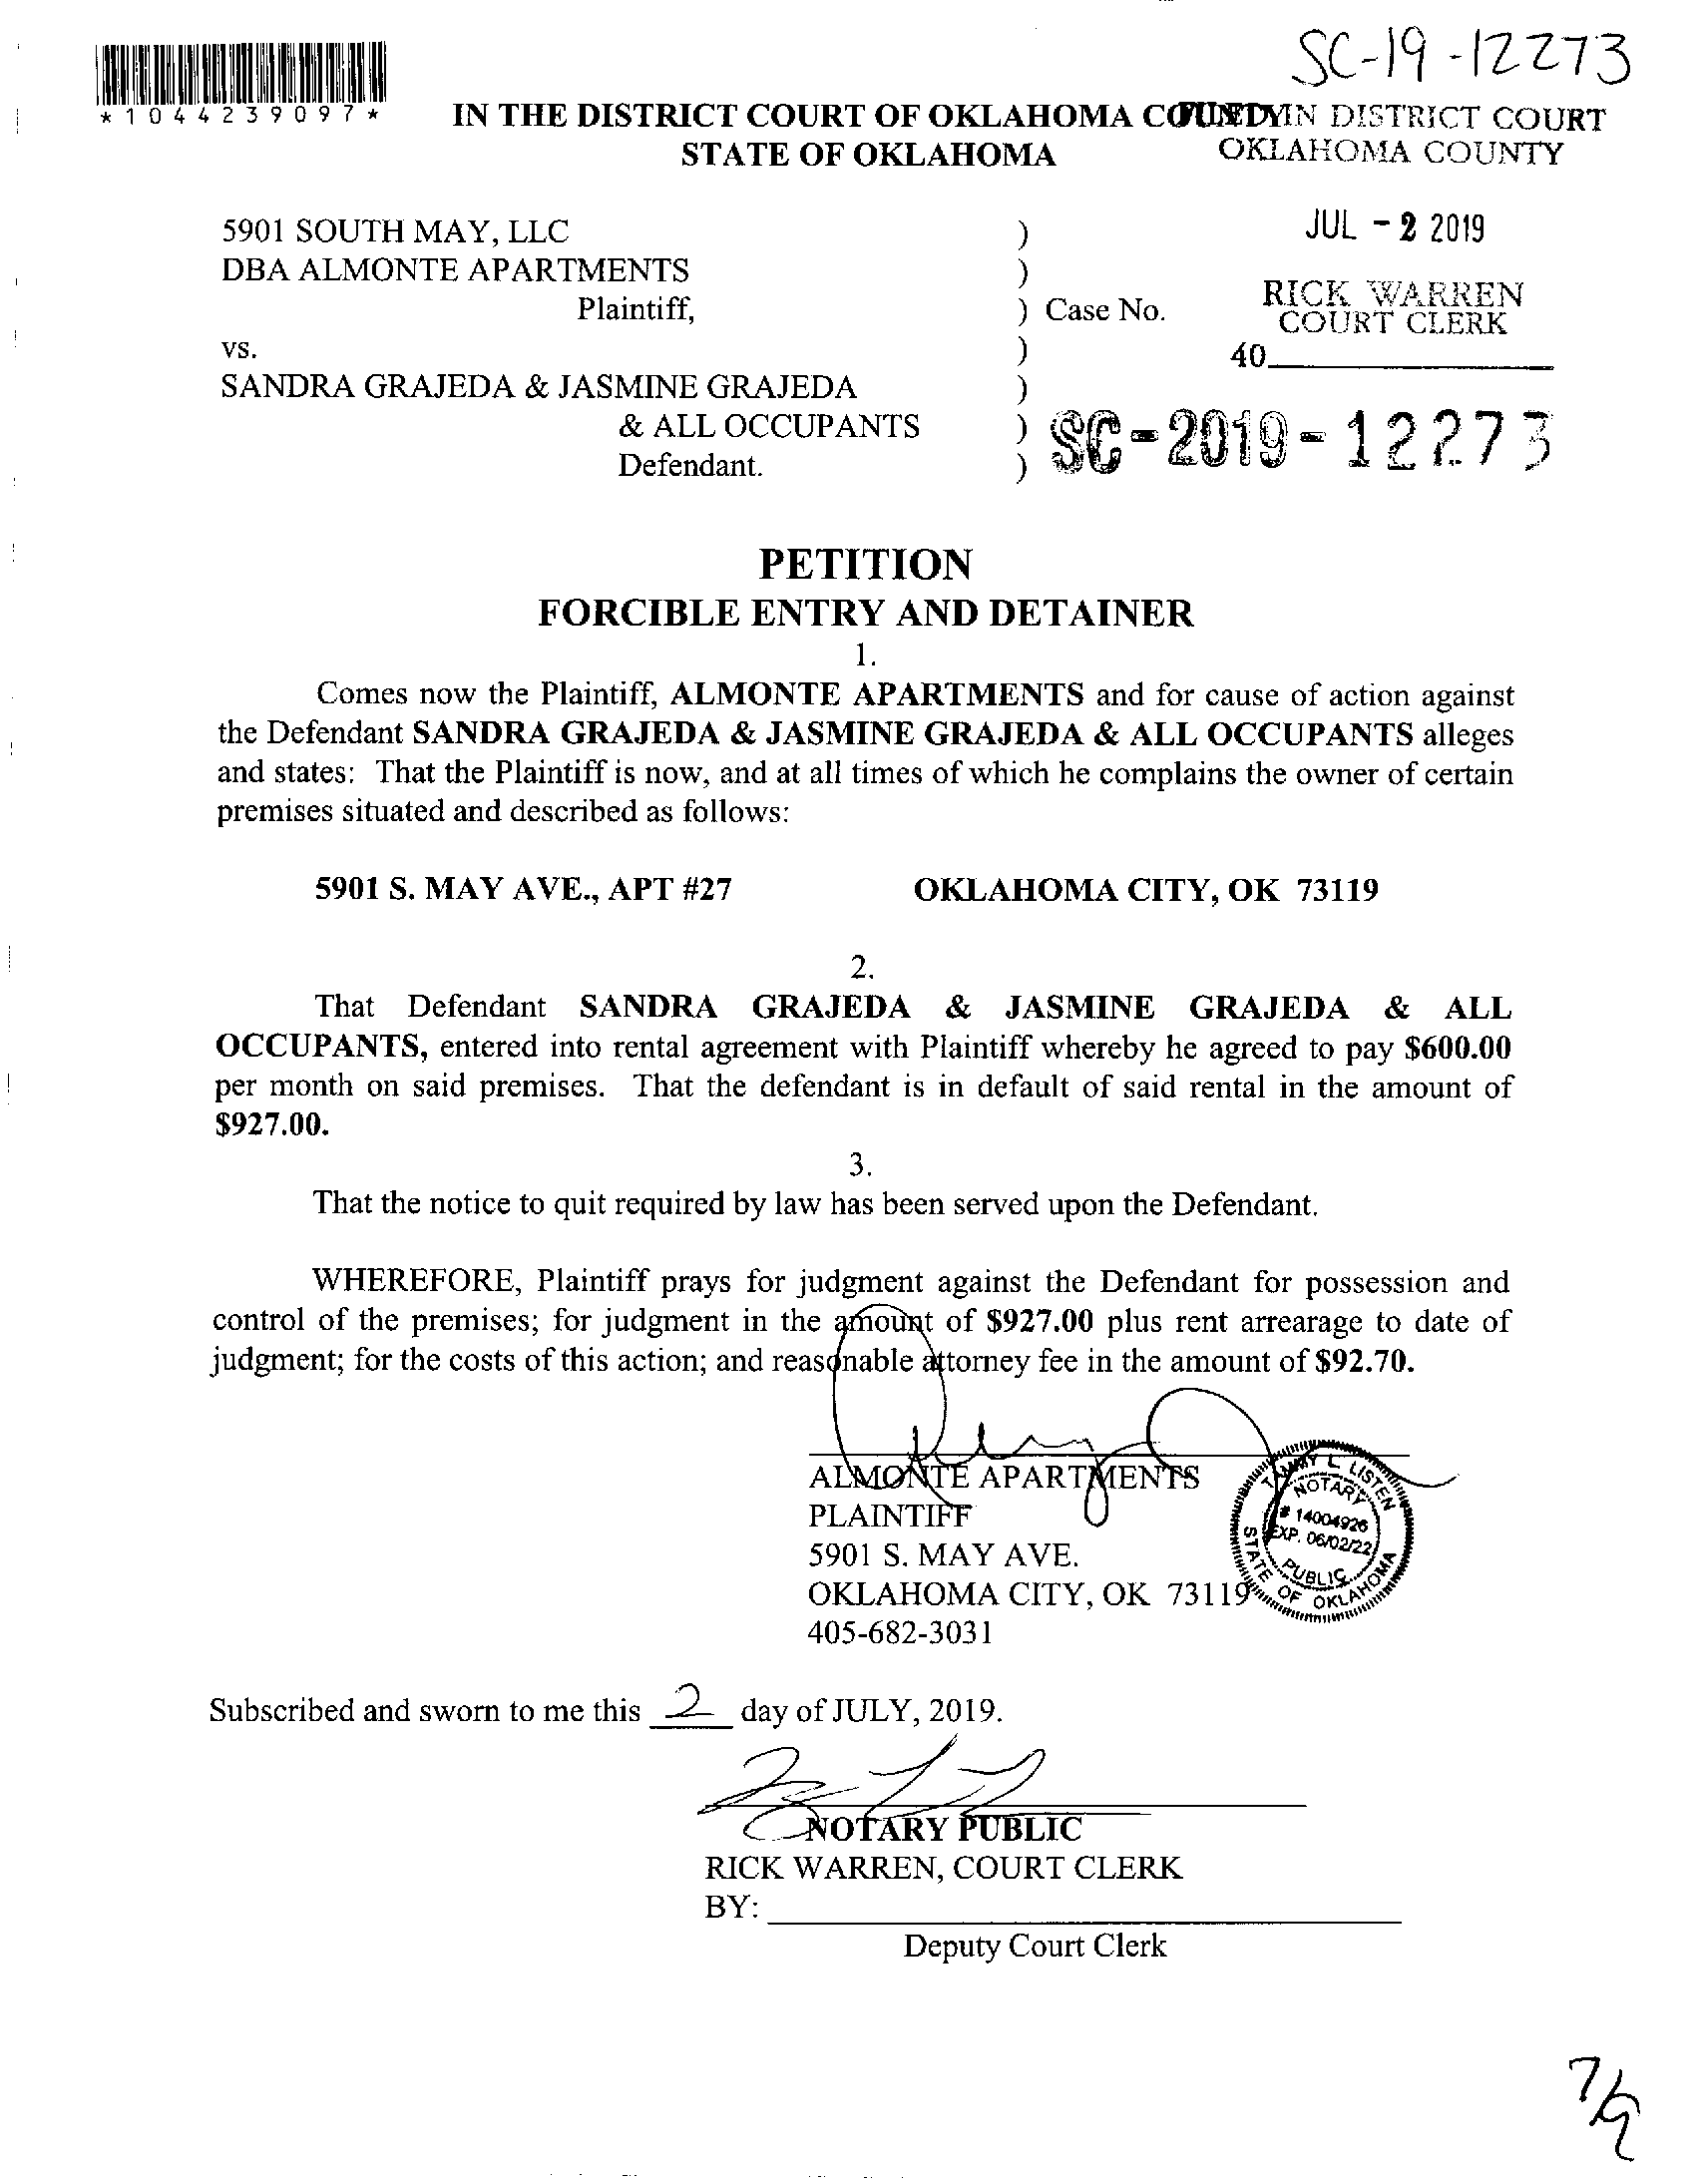 SC-19-12273
*1044239097*
IN THE DISTRICT COURT OF OKLAHOMA COUNTY
STATE OF OKLAHOMA
FILED IN DISTRICT COURT
OKLAHOMA COUNTY
JUL - 2 2019
RICK WARREN
COURT CLERK
40
5901 SOUTH MAY, LLC )
DBA ALMONTE APARTMENTS )
Plaintiff, ) Case No.
vs. )
SANDRA GRAJEDA & JASMINE GRAJEDA )
& ALL OCCUPANTS )
Defendant. )
SC-2019-12273
PETITION
FORCIBLE ENTRY AND DETAINER
1.
Comes now the Plaintiff, ALMONTE APARTMENTS and for cause of action against
the Defendant SANDRA GRAJEDA & JASMINE GRAJEDA & ALL OCCUPANTS alleges
and states: That the Plaintiff is now, and at all times of which he complains the owner of certain
premises situated and described as follows:
5901 S. MAY AVE., APT #27 OKLAHOMA CITY, OK 73119
2.
That Defendant SANDRA GRAJEDA & JASMINE GRAJEDA & ALL
OCCUPANTS, entered into rental agreement with Plaintiff whereby he agreed to pay $600.00
per month on said premises. That the defendant is in default of said rental in the amount of
$927.00.
3.
That the notice to quit required by law has been served upon the Defendant.
WHEREFORE, Plaintiff prays for judgment against the Defendant for possession and
control of the premises; for judgment in the amount of $927.00 plus rent arrearage to date of
judgment; for the costs of this action; and reasonable attorney fee in the amount of $92.70.
ALMONTE APARTMENTS
PLAINTIFF
5901 S. MAY AVE.
OKLAHOMA CITY, OK 73119
405-682-3031
TAMMY L. LISTEN
NOTARY
# 14004926
EXP. 06/02/22
PUBLIC
STATE OF OKLAHOMA
Subscribed and sworn to me this 2 day of JULY, 2019.
NOTARY PUBLIC
RICK WARREN, COURT CLERK
BY:
Deputy Court Clerk